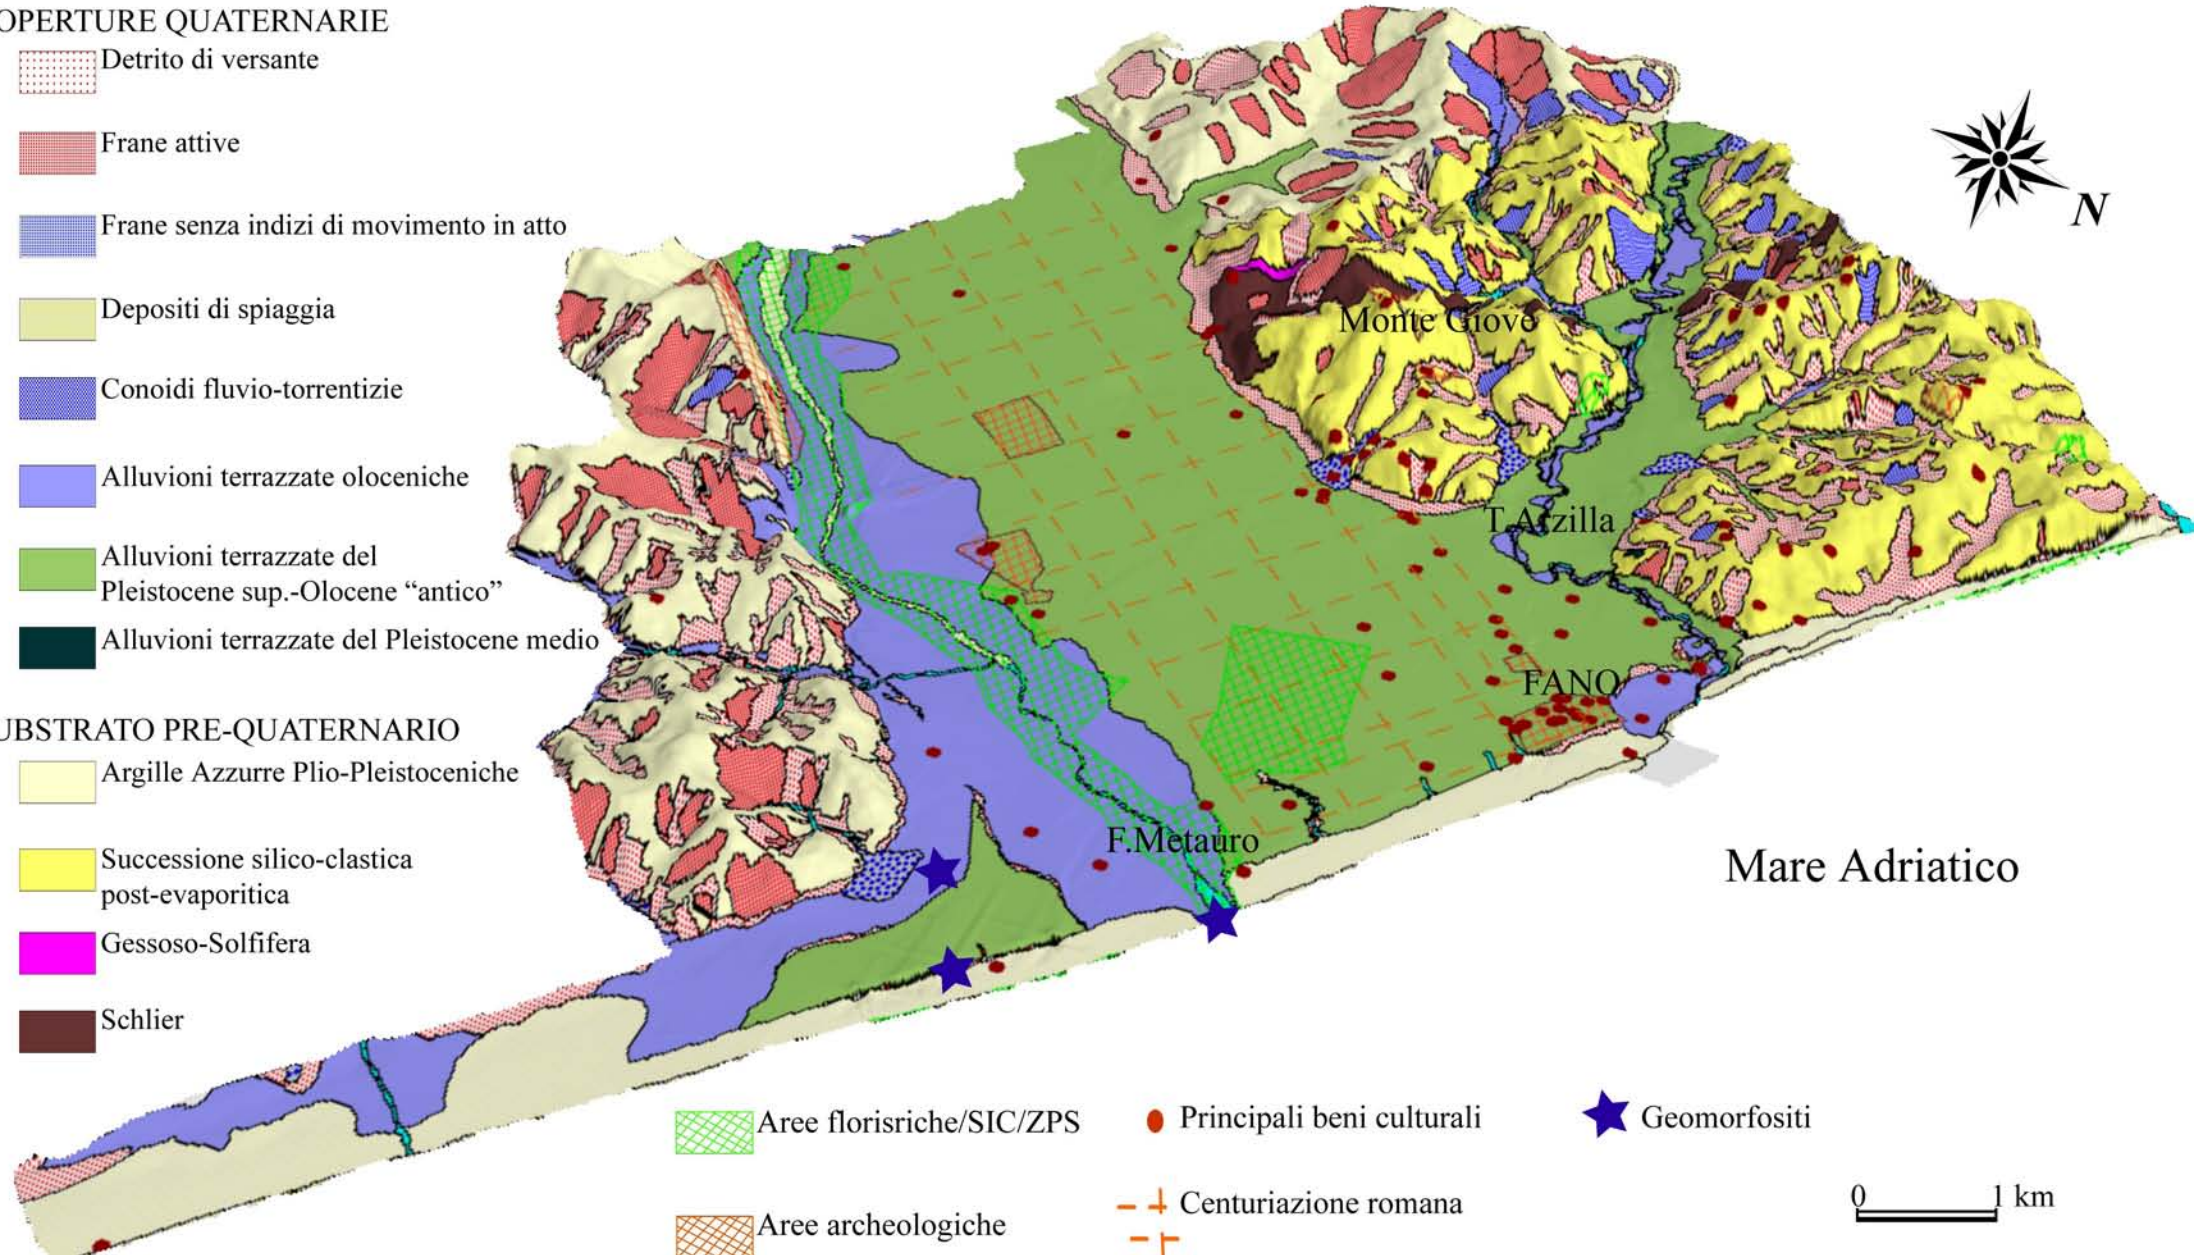 OPERTURE QUATERNARIE
Detrito di versante
Frane attive
Frane senza indizi di movimento in atto
Depositi di spiaggia
Conoidi fluvio-torrentizie
Alluvioni terrazzate oloceniche
Alluvioni terrazzate del
Pleistocene sup.-Olocene “antico”
Alluvioni terrazzate del Pleistocene medio
UBSTRATO PRE-QUATERNARIO
Argille Azzurre Plio-Pleistoceniche
Successione silico-clastica
post-evaporitica
Gessoso-Solfifera
Schlier
N
Monte Giove
T.Arzilla
FANO
F.Metauro
Mare Adriatico
Aree florisriche/SIC/ZPS
Principali beni culturali
Geomorfositi
Aree archeologiche
Centuriazione romana
0 1 km